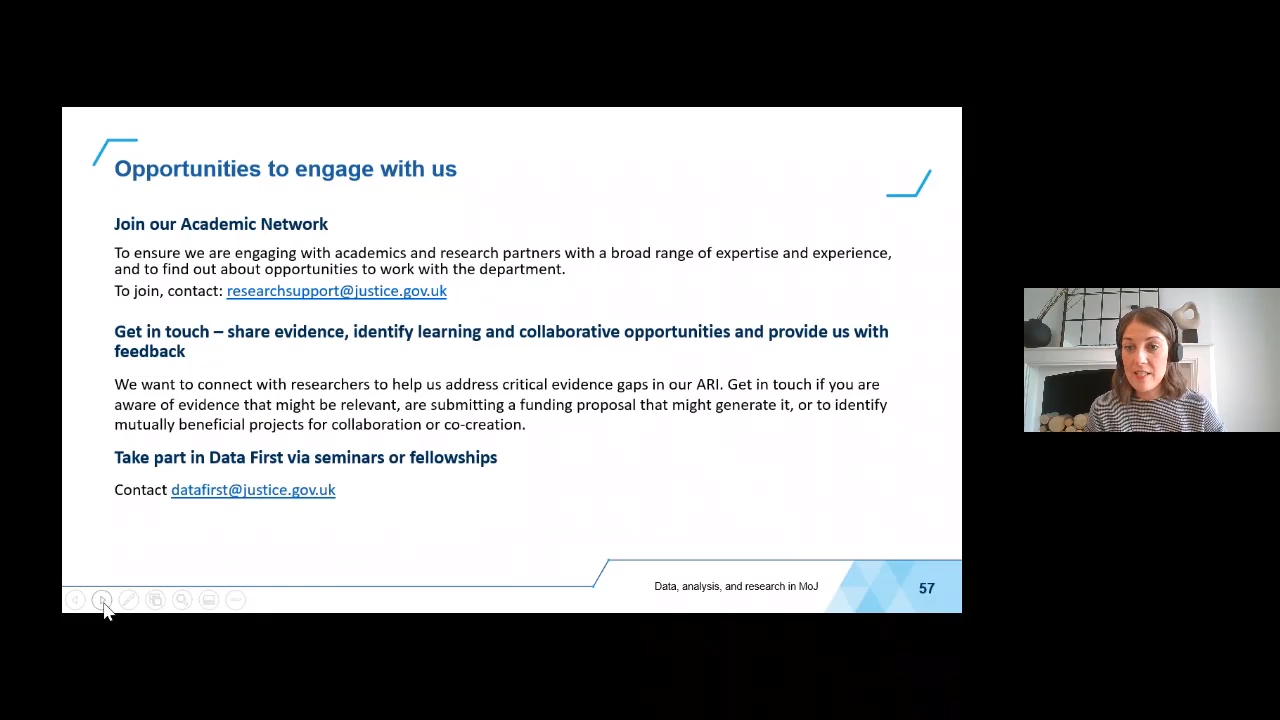 Opportunities to engage with us
Join our Academic Network
To ensure we are engaging with academics and research partners with a broad range of expertise and experience,
and to find out about opportunities to work with the department.
To join, contact: researchsupport@justice.gov.uk
Get in touch – share evidence, identify learning and collaborative opportunities and provide us with
feedback
We want to connect with researchers to help us address critical evidence gaps in our ARI. Get in touch if you are
aware of evidence that might be relevant, are submitting a funding proposal that might generate it, or to identify
mutually beneficial projects for collaboration or co-creation.
Take part in Data First via seminars or fellowships
Contact datafirst@justice.gov.uk
Data, analysis, and research in MoJ
57